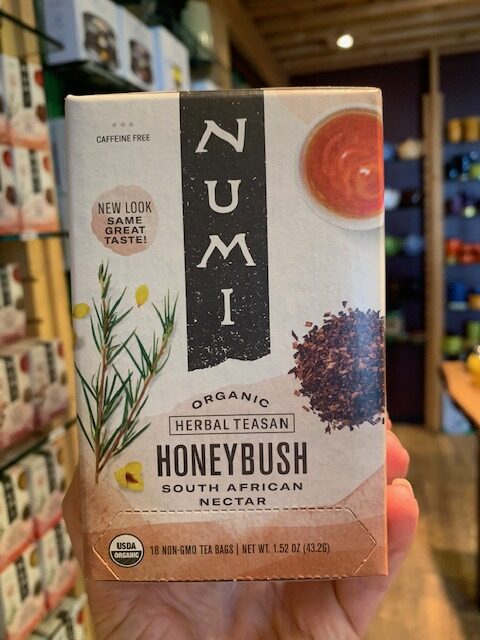 CAFFEINE FREE
NUMI
NEW LOOK
SAME
GREAT
TASTE!
ORGANIC
HERBAL TEASAN
HONEYBUSH
SOUTH AFRICAN
NECTAR
USDA
ORGANIC
18 NON-GMO TEA BAGS | NET WT. 1.52 OZ (43.2G)